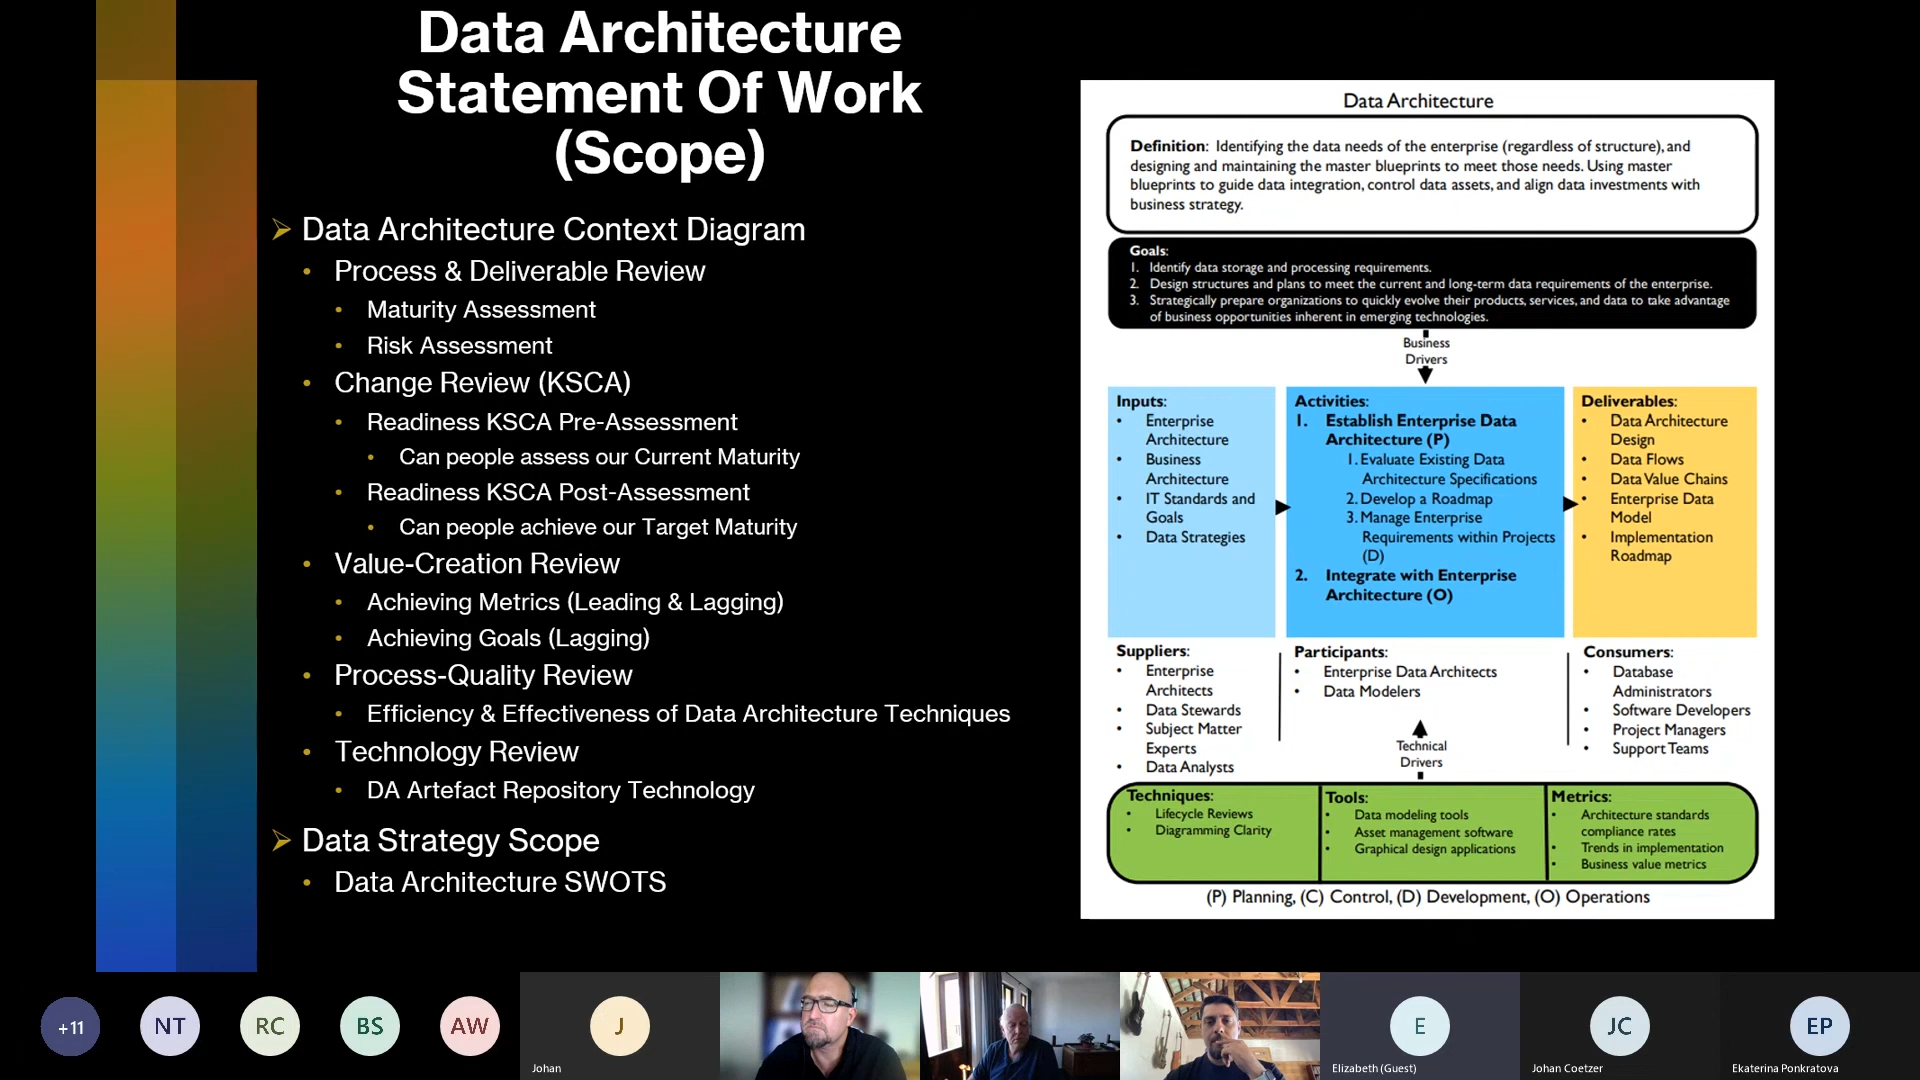 Data Architecture
Statement Of Work
(Scope)
Data Architecture Context Diagram
Process & Deliverable Review
Maturity Assessment
Risk Assessment
Change Review (KSCA)
Readiness KSCA Pre-Assessment
Can people assess our Current Maturity
Readiness KSCA Post-Assessment
Can people achieve our Target Maturity
Value-Creation Review
Achieving Metrics (Leading & Lagging)
Achieving Goals (Lagging)
Process-Quality Review
Efficiency & Effectiveness of Data Architecture Techniques
Technology Review
DA Artefact Repository Technology
Data Strategy Scope
Data Architecture SWOTS
Data Architecture
Definition: Identifying the data needs of the enterprise (regardless of structure), and
designing and maintaining the master blueprints to meet those needs. Using master
blueprints to guide data integration, control data assets, and align data investments with
business strategy.
Goals:
1. Identify data storage and processing requirements.
2. Design structures and plans to meet the current and long-term data requirements of the enterprise.
3. Strategically prepare organizations to quickly evolve their products, services, and data to take advantage
of business opportunities inherent in emerging technologies.
Business
Drivers
Inputs:
Enterprise
Architecture
Business
Architecture
IT Standards and
Goals
Data Strategies
Activities:
1. Establish Enterprise Data
Architecture (P)
1. Evaluate Existing Data
Architecture Specifications
2. Develop a Roadmap
3. Manage Enterprise
Requirements within Projects
(D)
2. Integrate with Enterprise
Architecture (O)
Deliverables:
Data Architecture
Design
Data Flows
Data Value Chains
Enterprise Data
Model
Implementation
Roadmap
Suppliers:
Enterprise
Architects
Data Stewards
Subject Matter
Experts
Data Analysts
Participants:
Enterprise Data Architects
Data Modelers
Consumers:
Database
Administrators
Software Developers
Project Managers
Support Teams
Technical
Drivers
Techniques:
Lifecycle Reviews
Diagramming Clarity
Tools:
Data modeling tools
Asset management software
Graphical design applications
Metrics:
Architecture standards
compliance rates
Trends in implementation
Business value metrics
(P) Planning, (C) Control, (D) Development, (O) Operations
+11
NT
RC
BS
AW
J
Johan
E
Elizabeth (Guest)
JC
Johan Coetzer
EP
Ekaterina Ponkratova